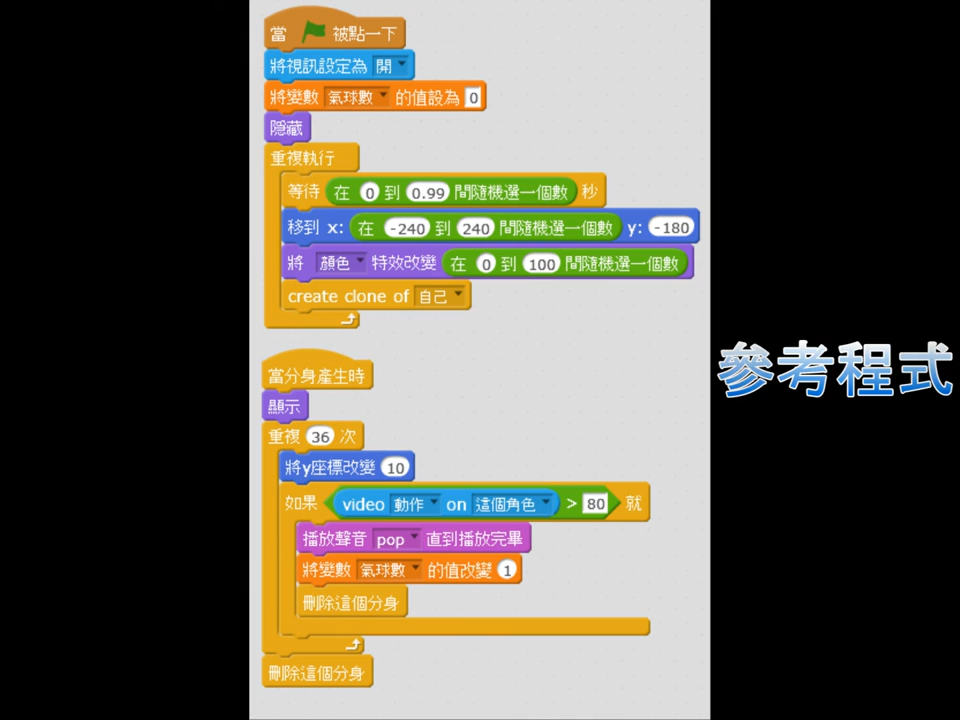 當 被點一下
將視訊設定為 開
將變數 氣球數 的值設為 0
隱藏
重複執行
等待 在 0 到 0.99 間隨機選一個數 秒
移到 x: 在 -240 到 240 間隨機選一個數 y: -180
將 顏色 特效改變 在 0 到 100 間隨機選一個數
create clone of 自己
當分身產生時
顯示
重複 36 次
將y座標改變 10
如果 video 動作 on 這個角色 > 80 就
播放聲音 pop 直到播放完畢
將變數 氣球數 的值改變 1
刪除這個分身
刪除這個分身
參考程式